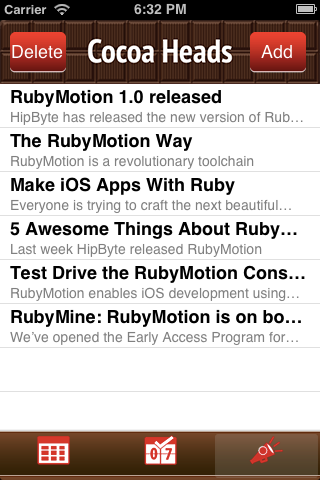 Carrier 6:32 PM
Delete Cocoa Heads Add
RubyMotion 1.0 released
HipByte has released the new version of Rub…
The RubyMotion Way
RubyMotion is a revolutionary toolchain
Make iOS Apps With Ruby
Everyone is trying to craft the next beautiful…
5 Awesome Things About Ruby…
Last week HipByte released RubyMotion
Test Drive the RubyMotion Cons…
RubyMotion enables iOS development using…
RubyMine: RubyMotion is on bo…
We’ve opened the Early Access Program for…
07